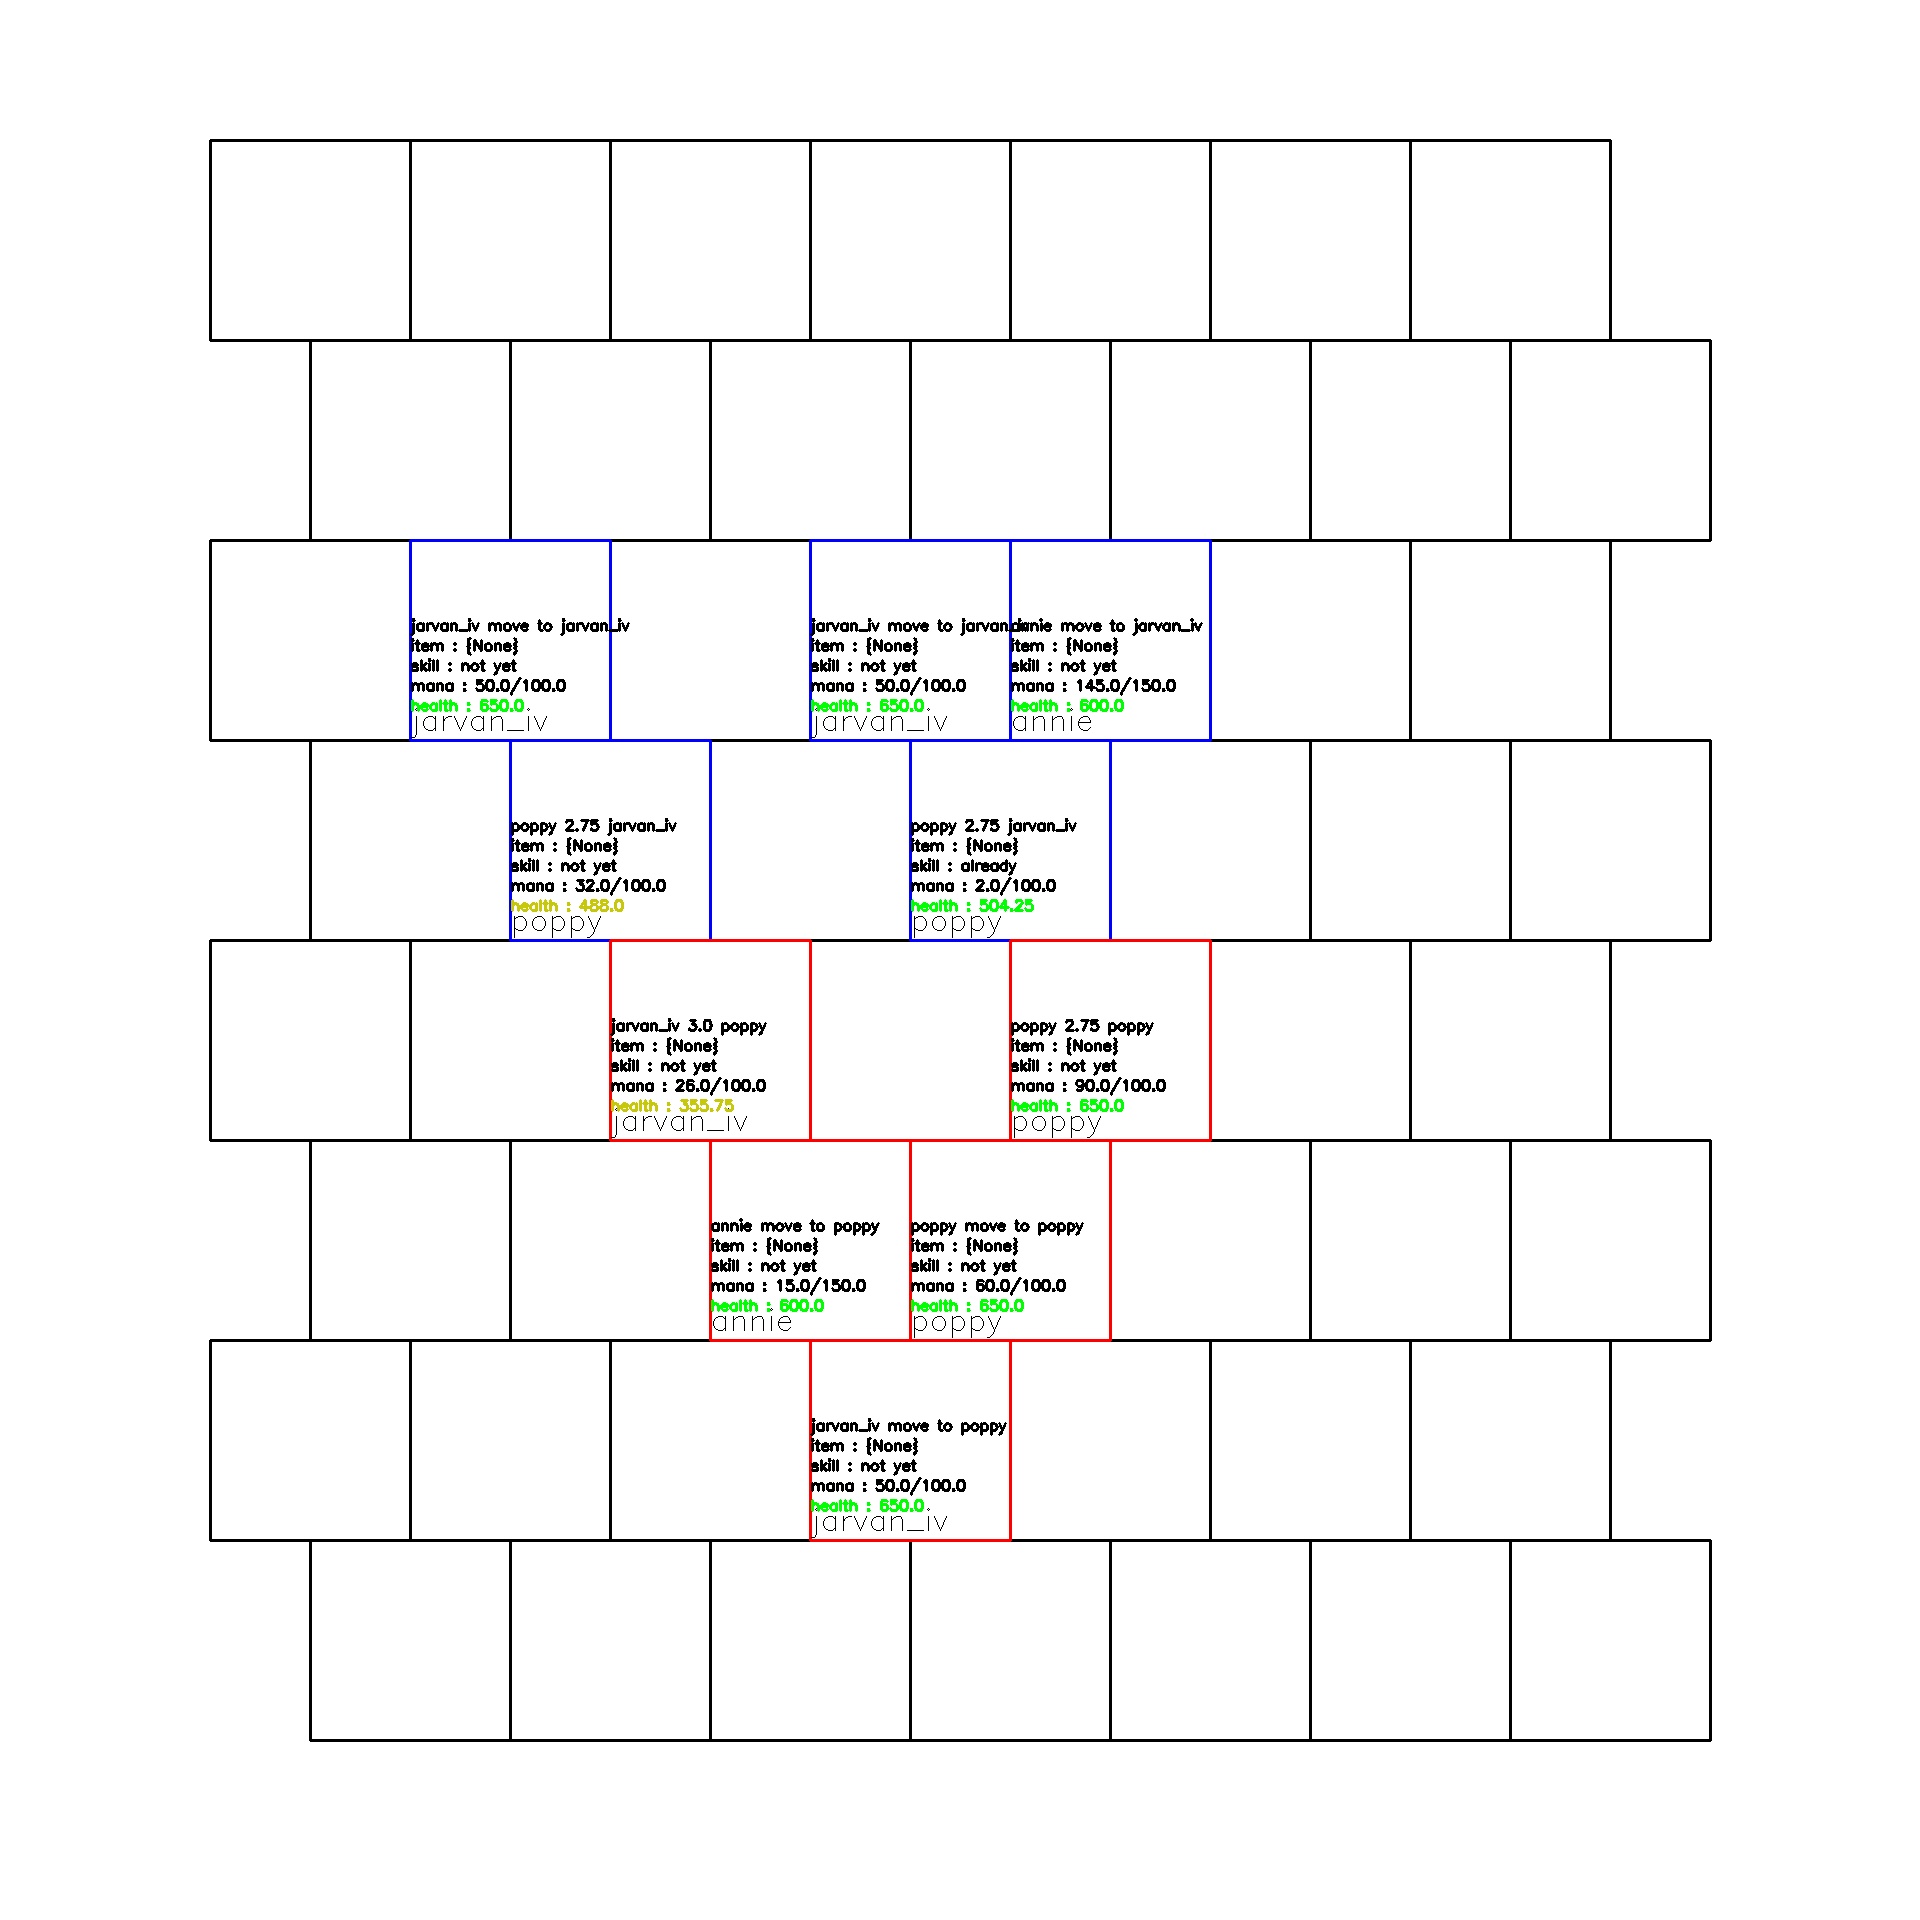 jarvan_iv move to jarvan_iv
item : {None}
skill : not yet
mana : 50.0/100.0
health : 650.0
jarvan_iv
jarvan_iv move to jarvan_iv
item : {None}
skill : not yet
mana : 50.0/100.0
health : 650.0
jarvan_iv
annie move to jarvan_iv
item : {None}
skill : not yet
mana : 145.0/150.0
health : 600.0
annie
poppy 2.75 jarvan_iv
item : {None}
skill : not yet
mana : 32.0/100.0
health : 488.0
poppy
poppy 2.75 jarvan_iv
item : {None}
skill : already
mana : 2.0/100.0
health : 504.25
poppy
jarvan_iv 3.0 poppy
item : {None}
skill : not yet
mana : 26.0/100.0
health : 355.75
jarvan_iv
poppy 2.75 poppy
item : {None}
skill : not yet
mana : 90.0/100.0
health : 650.0
poppy
annie move to poppy
item : {None}
skill : not yet
mana : 15.0/150.0
health : 600.0
annie
poppy move to poppy
item : {None}
skill : not yet
mana : 60.0/100.0
health : 650.0
poppy
jarvan_iv move to poppy
item : {None}
skill : not yet
mana : 50.0/100.0
health : 650.0
jarvan_iv